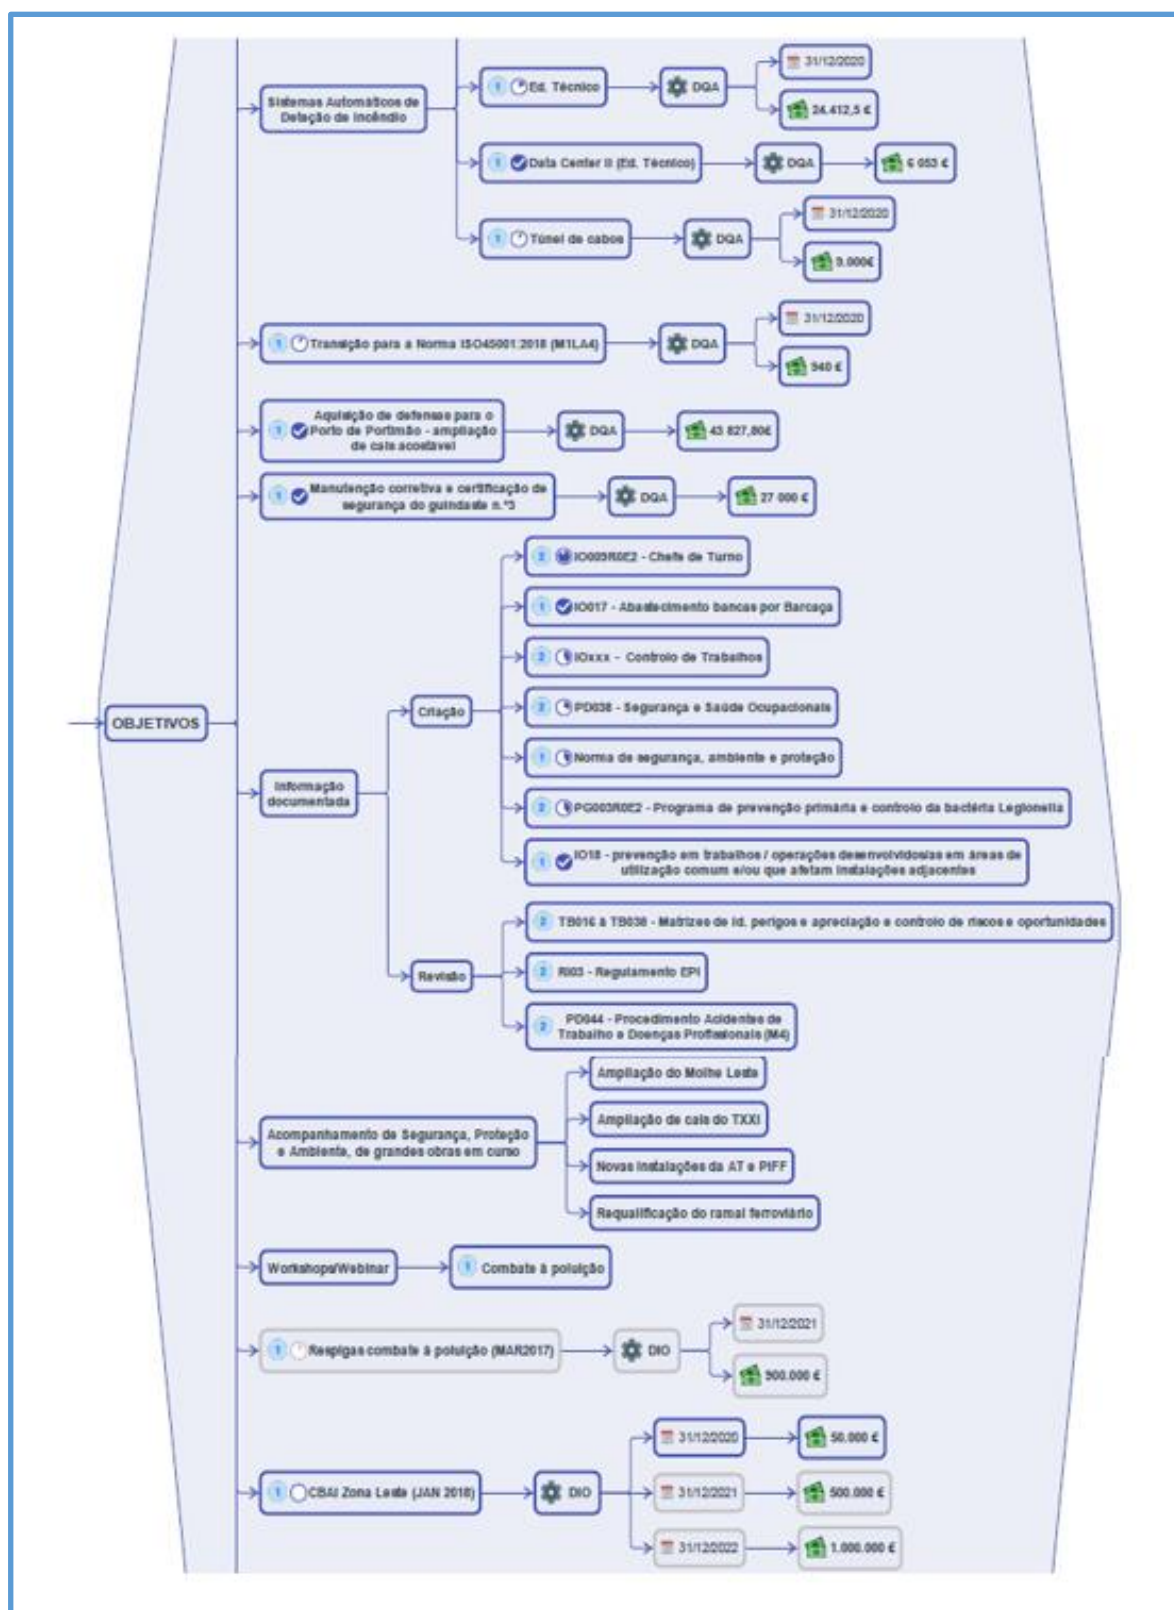 OBJETIVOS
Sistemas Automáticos de
Deteção de Incêndio
1 Ed. Técnico
DQA
31/12/2020
24.412,5 €
1 Data Center II (Ed. Técnico)
DQA
6 053 €
1 Túnel de cabos
DQA
31/12/2020
9.000€
1 Transição para a Norma ISO45001:2018 (M1LA4)
DQA
31/12/2020
940 €
1 Aquisição de defensas para o
Porto de Portimão - ampliação
de cais acostável
DQA
43 827,80€
1 Manutenção corretiva e certificação de
segurança do guindaste n.º3
DQA
27 000 €
Informação
documentada
Criação
2 - Chefe de Turno
1 IO017 - Abastecimento bancas por Barcaça
2 IOxxx - Controlo de Trabalhos
2 PD038 - Segurança e Saúde Ocupacionais
1 Norma de segurança, ambiente e proteção
2 PG003R0E2 - Programa de prevenção primária e controlo da bactéria Legionella
1 IO18 - prevenção em trabalhos / operações desenvolvidos/as em áreas de
utilização comum e/ou que afetam instalações adjacentes
Revisão
2 TB016 à TB038 - Matrizes de id. perigos e apreciação e controlo de riscos e oportunidades
2 RI03 - Regulamento EPI
2 PD044 - Procedimento Acidentes de
Trabalho e Doenças Profissionais (M4)
Acompanhamento de Segurança, Proteção
e Ambiente, de grandes obras em curso
Ampliação do Molhe Leste
Ampliação de cais do TXXI
Novas Instalações da AT e PIFF
Requalificação do ramal ferroviário
Workshops/Webinar
1 Combate à poluição
1 Respigas combate à poluição (MAR2017)
DIO
31/12/2021
900.000 €
1 CBAI Zona Leste (JAN 2018)
DIO
31/12/2020
50.000 €
31/12/2021
500.000 €
31/12/2022
1.000.000 €